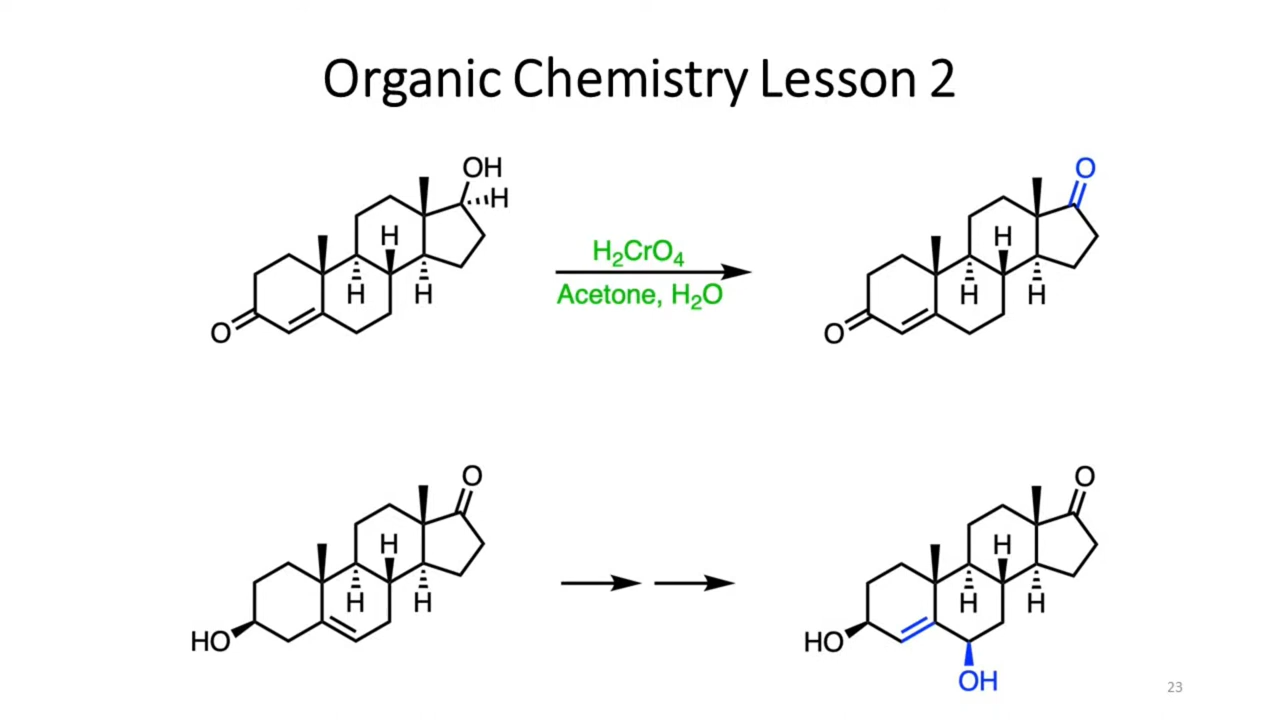 Organic Chemistry Lesson 2
OH
H
H
H
H
O
H₂CrO₄
Acetone, H₂O
O
H
H
H
O
O
H
H
H
HO
O
H
H
H
HO
OH
23